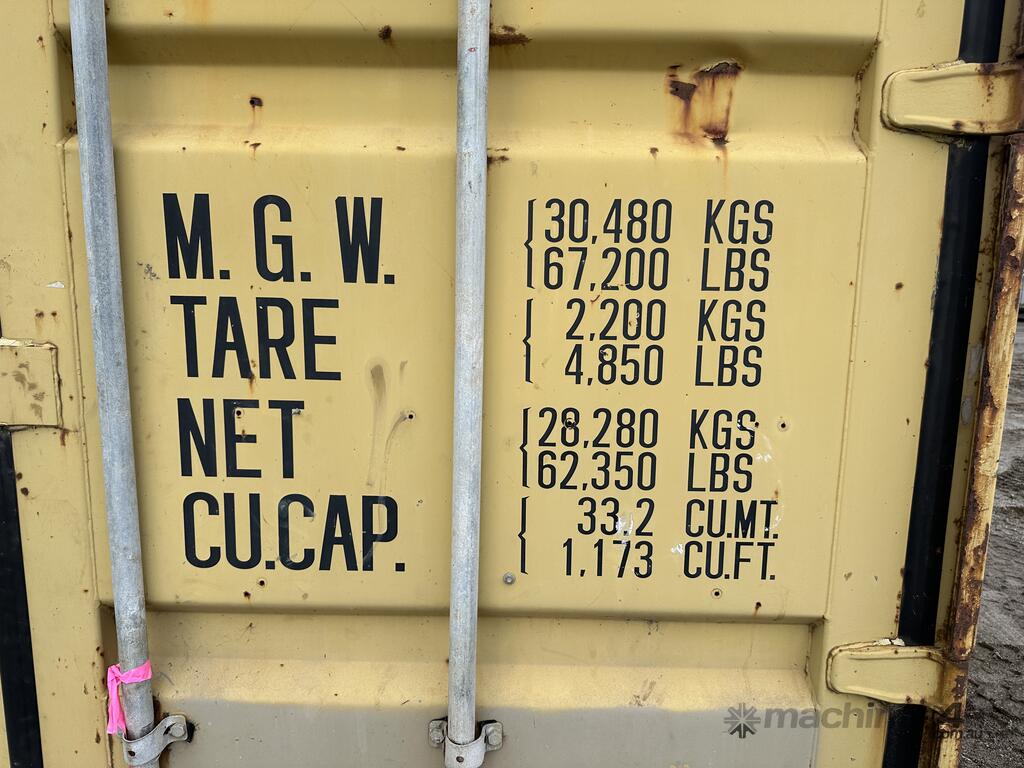 M. G. W. 30,480 KGS
67,200 LBS
TARE 2,200 KGS
4,850 LBS
NET 28,280 KGS
62,350 LBS
CU.CAP. 33,2 CU.MT.
1,173 CU.FT.